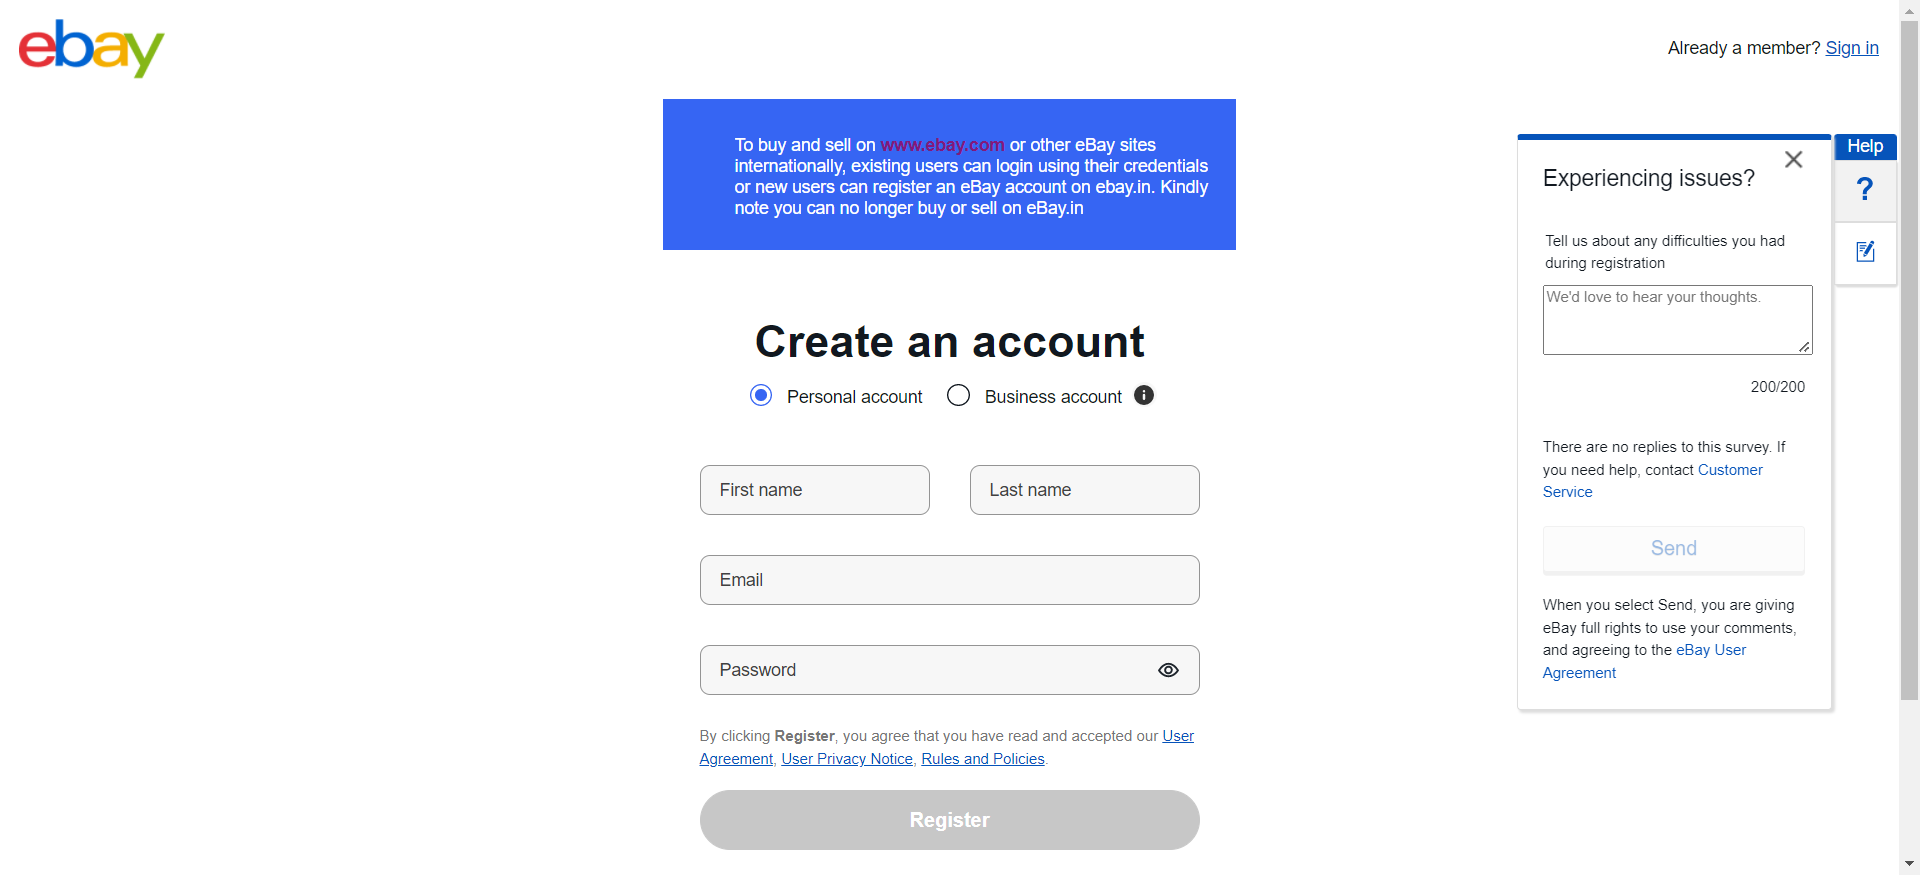 ebay
Already a member? Sign in
To buy and sell on www.ebay.com or other eBay sites
internationally, existing users can login using their credentials
or new users can register an eBay account on ebay.in. Kindly
note you can no longer buy or sell on eBay.in
Create an account
Personal account
Business account
First name
Last name
Email
Password
By clicking Register, you agree that you have read and accepted our User
Agreement, User Privacy Notice, Rules and Policies.
Register
Experiencing issues?
Tell us about any difficulties you had
during registration
We'd love to hear your thoughts.
200/200
There are no replies to this survey. If
you need help, contact Customer
Service
Send
When you select Send, you are giving
eBay full rights to use your comments,
and agreeing to the eBay User
Agreement
Help
?